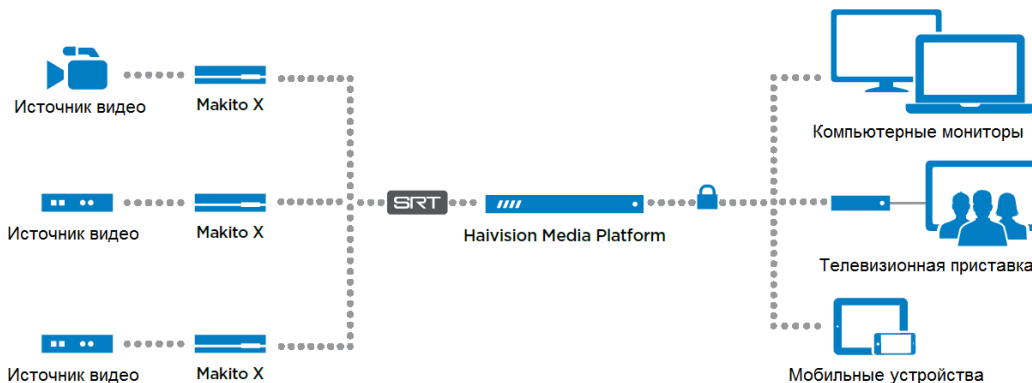 Источник видео
Makito X
Компьютерные мониторы
Источник видео
Makito X
SRT
Haivision Media Platform
Телевизионная приставка
Источник видео
Makito X
Мобильные устройства